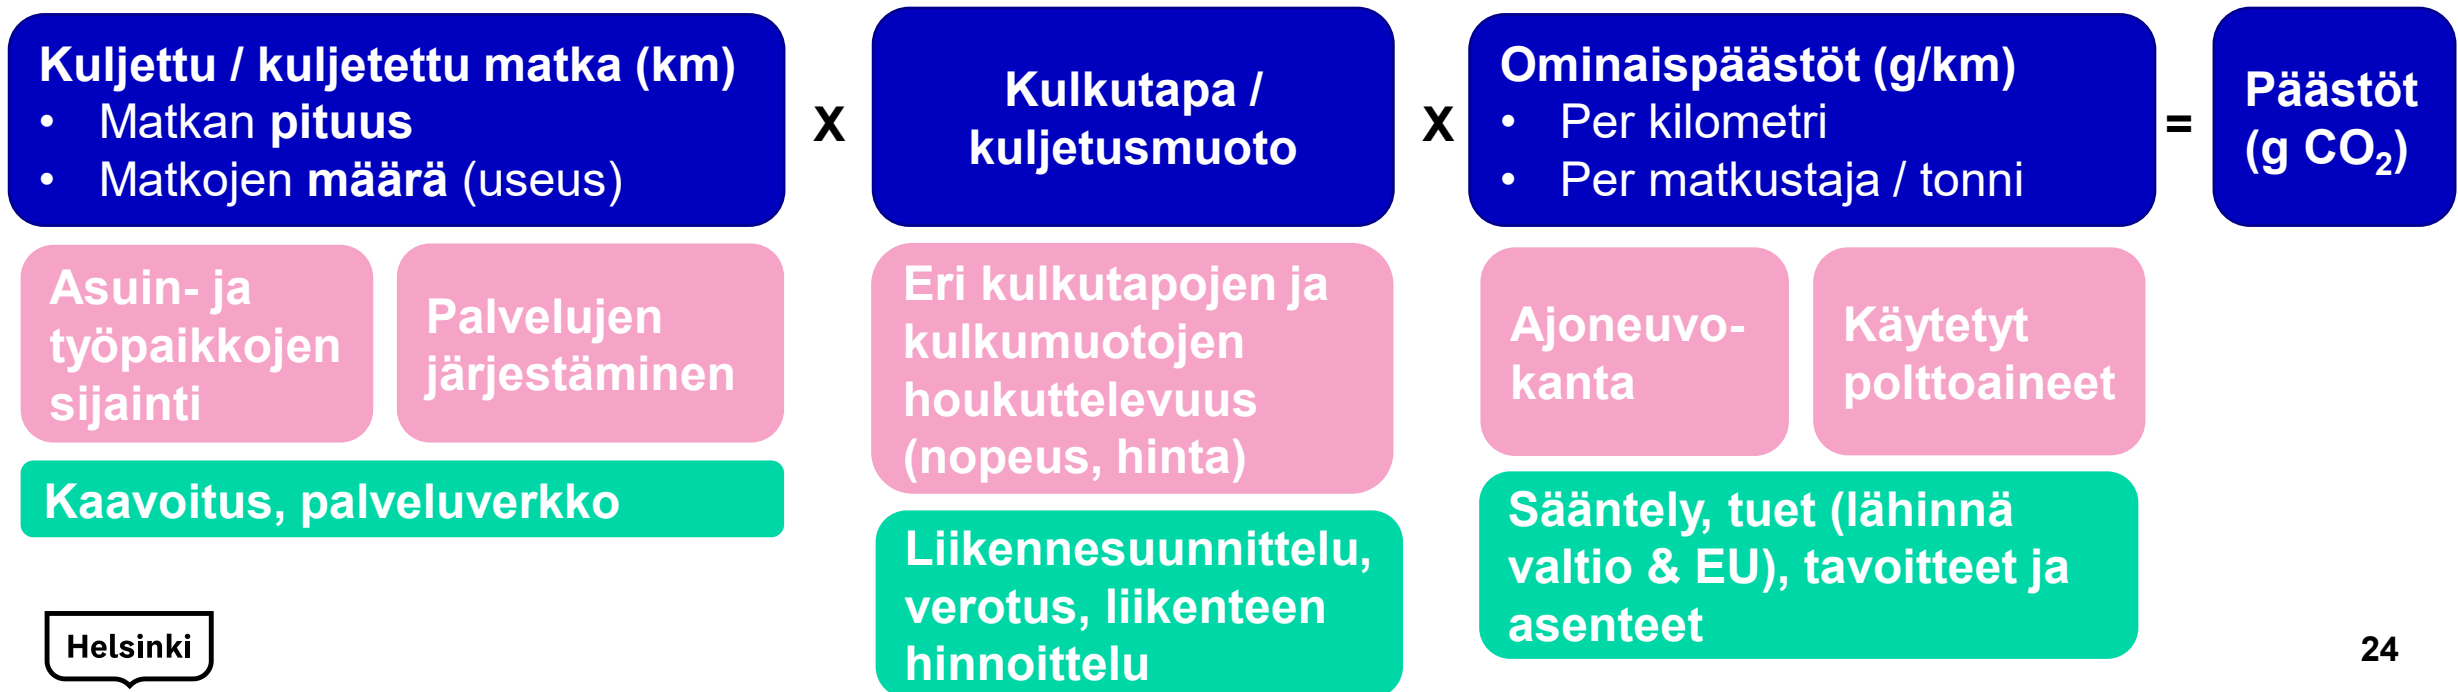 Kuljettu / kuljetettu matka (km)
• Matkan pituus
• Matkojen määrä (useus)
X
Kulkutapa /
kuljetusmuoto
X
Ominaispäästöt (g/km)
• Per kilometri
• Per matkustaja / tonni
=
Päästöt
(g CO₂)
Asuin- ja
työpaikkojen
sijainti
Palvelujen
järjestäminen
Kaavoitus, palveluverkko
Eri kulkutapojen ja
kulkumuotojen
houkuttelevuus
(nopeus, hinta)
Liikennesuunnittelu,
verotus, liikenteen
hinnoittelu
Ajoneuvo-
kanta
Käytetyt
polttoaineet
Sääntely, tuet (lähinnä
valtio & EU), tavoitteet ja
asenteet
Helsinki
24